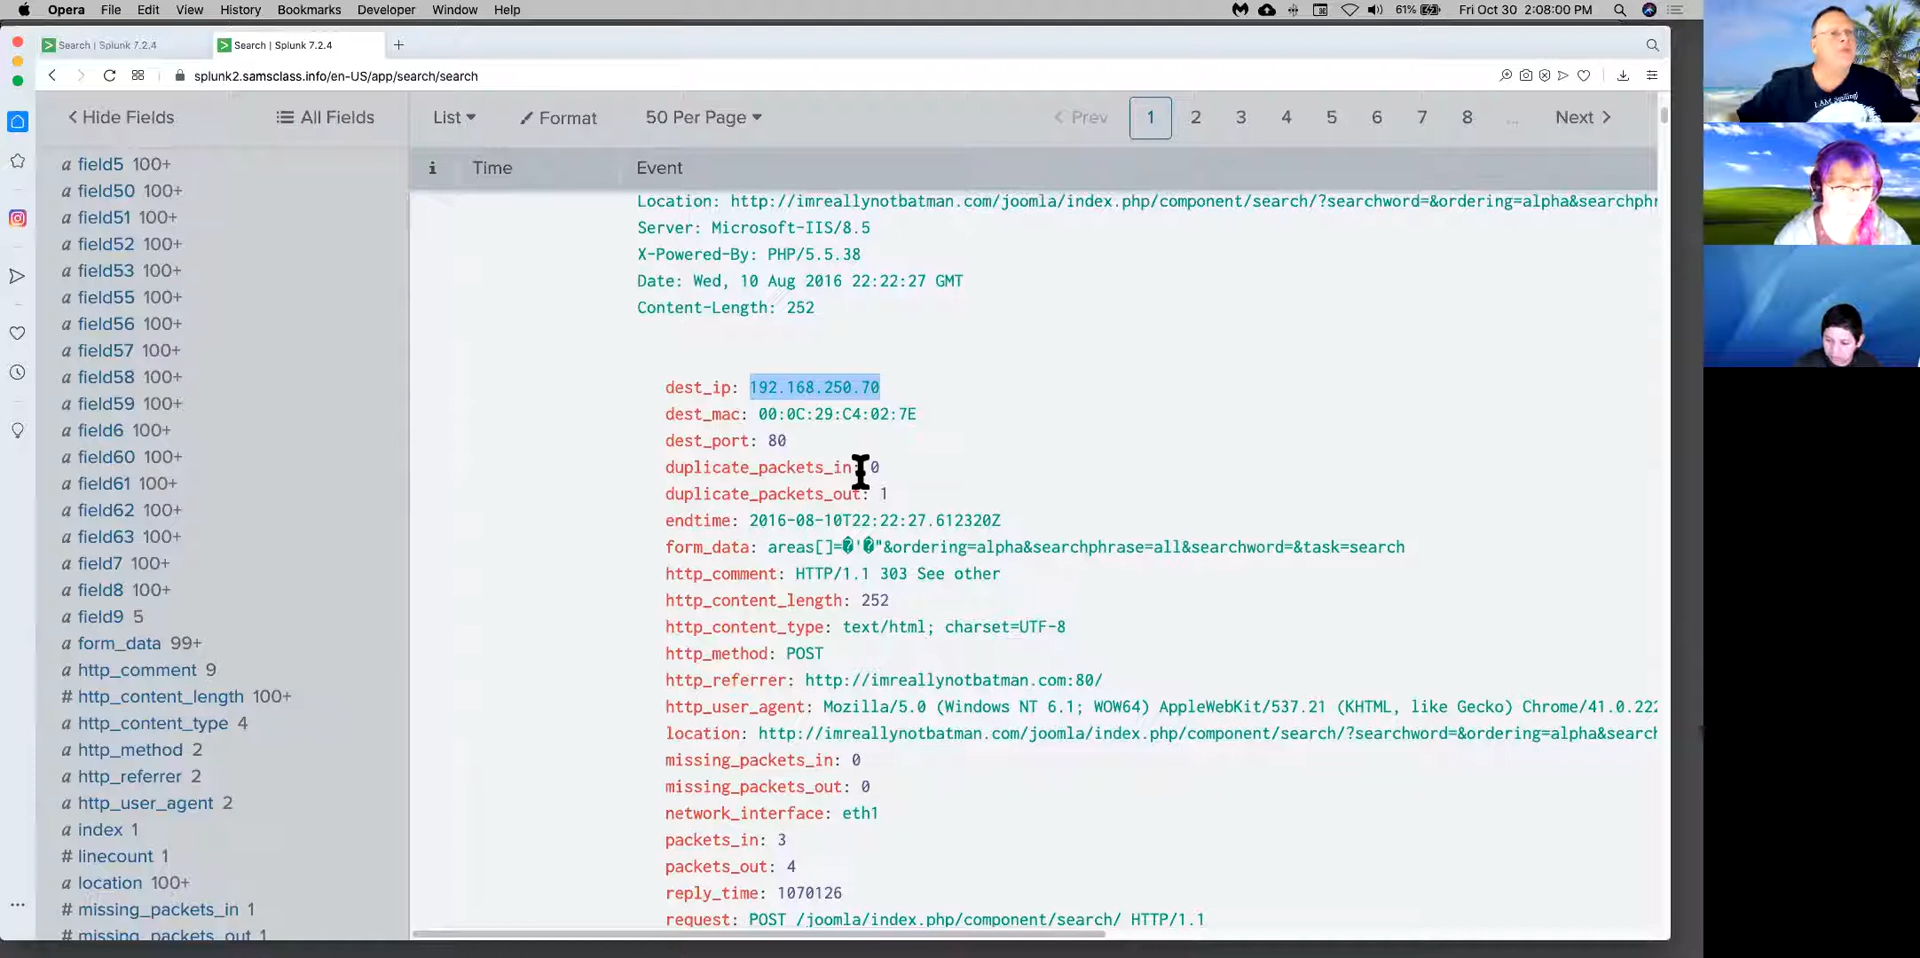 Opera File Edit View History Bookmarks Developer Window Help 61% Fri Oct 30 2:08:00 PM
Search | Splunk 7.2.4 Search | Splunk 7.2.4
splunk2.samsclass.info/en-US/app/search/search
Hide Fields All Fields List Format 50 Per Page Prev 1 2 3 4 5 6 7 8 ... Next
i Time Event
a field5 100+
a field50 100+
a field51 100+
a field52 100+
a field53 100+
a field55 100+
a field56 100+
a field57 100+
a field58 100+
a field59 100+
a field6 100+
a field60 100+
a field61 100+
a field62 100+
a field63 100+
a field7 100+
a field8 100+
a field9 5
a form_data 99+
a http_comment 9
# http_content_length 100+
a http_content_type 4
a http_method 2
a http_referrer 2
a http_user_agent 2
a index 1
# linecount 1
a location 100+
# missing_packets_in 1
# missing_packets_out 1
Location: http://imreallynotbatman.com/joomla/index.php/component/search/?searchword=&ordering=alpha&searchphr
Server: Microsoft-IIS/8.5
X-Powered-By: PHP/5.5.38
Date: Wed, 10 Aug 2016 22:22:27 GMT
Content-Length: 252
dest_ip: 192.168.250.70
dest_mac: 00:0C:29:C4:02:7E
dest_port: 80
duplicate_packets_in: 0
duplicate_packets_out: 1
endtime: 2016-08-10T22:22:27.612320Z
form_data: areas[]=�'�"&ordering=alpha&searchphrase=all&searchword=&task=search
http_comment: HTTP/1.1 303 See other
http_content_length: 252
http_content_type: text/html; charset=UTF-8
http_method: POST
http_referrer: http://imreallynotbatman.com:80/
http_user_agent: Mozilla/5.0 (Windows NT 6.1; WOW64) AppleWebKit/537.21 (KHTML, like Gecko) Chrome/41.0.222
location: http://imreallynotbatman.com/joomla/index.php/component/search/?searchword=&ordering=alpha&search
missing_packets_in: 0
missing_packets_out: 0
network_interface: eth1
packets_in: 3
packets_out: 4
reply_time: 1070126
request: POST /joomla/index.php/component/search/ HTTP/1.1
I AM Smiling!